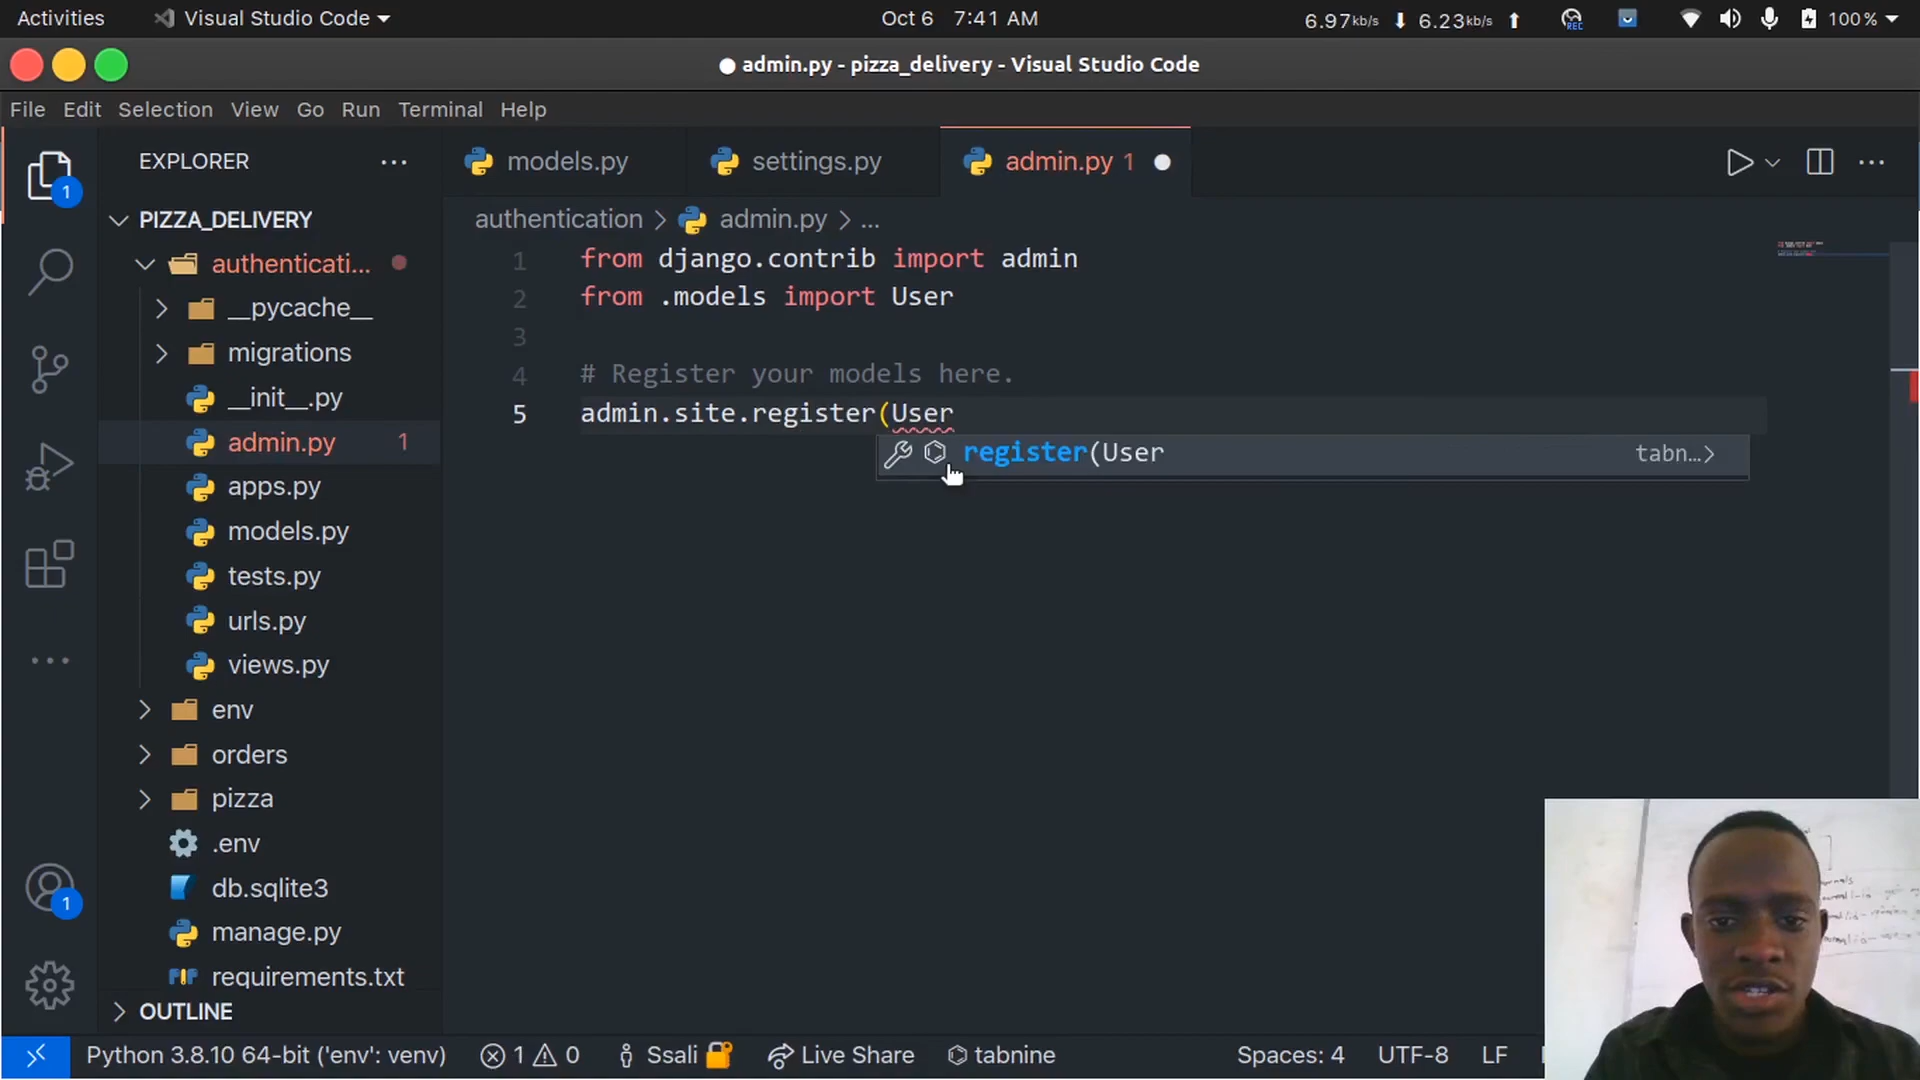 Activities Visual Studio Code Oct 6 7:41 AM 6.97kb/s 6.23kb/s 100%
admin.py - pizza_delivery - Visual Studio Code
File Edit Selection View Go Run Terminal Help
EXPLORER
models.py settings.py admin.py 1
authentication > admin.py > ...
PIZZA_DELIVERY
authenticati...
__pycache__
migrations
__init__.py
admin.py 1
apps.py
models.py
tests.py
urls.py
views.py
env
orders
pizza
.env
db.sqlite3
manage.py
requirements.txt
OUTLINE
1 from django.contrib import admin
2 from .models import User
3
4 # Register your models here.
5 admin.site.register(User
register(User tabn...>
1
1
Python 3.8.10 64-bit ('env': venv) 1 0 Ssali Live Share tabnine Spaces: 4 UTF-8 LF